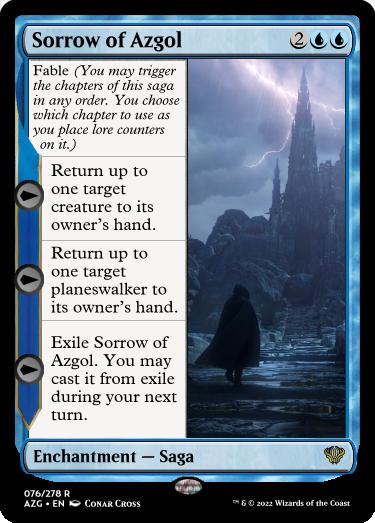 Sorrow of Azgol 2
Fable (You may trigger
the chapters of this saga
in any order. You choose
which chapter to use as
you place lore counters
on it.)
Return up to
one target
creature to its
owner's hand.
Return up to
one target
planeswalker to
its owner's hand.
Exile Sorrow of
Azgol. You may
cast it from exile
during your next
turn.
Enchantment — Saga
076/278 R
AZG • EN Conar Cross
™ & © 2022 Wizards of the Coast